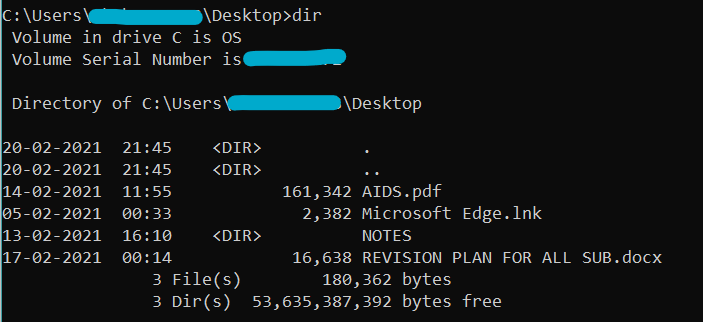 C:\Users\ \Desktop>dir
Volume in drive C is OS
Volume Serial Number is
Directory of C:\Users\ \Desktop
20-02-2021 21:45 <DIR> .
20-02-2021 21:45 <DIR> ..
14-02-2021 11:55 161,342 AIDS.pdf
05-02-2021 00:33 2,382 Microsoft Edge.lnk
13-02-2021 16:10 <DIR> NOTES
17-02-2021 00:14 16,638 REVISION PLAN FOR ALL SUB.docx
3 File(s) 180,362 bytes
3 Dir(s) 53,635,387,392 bytes free